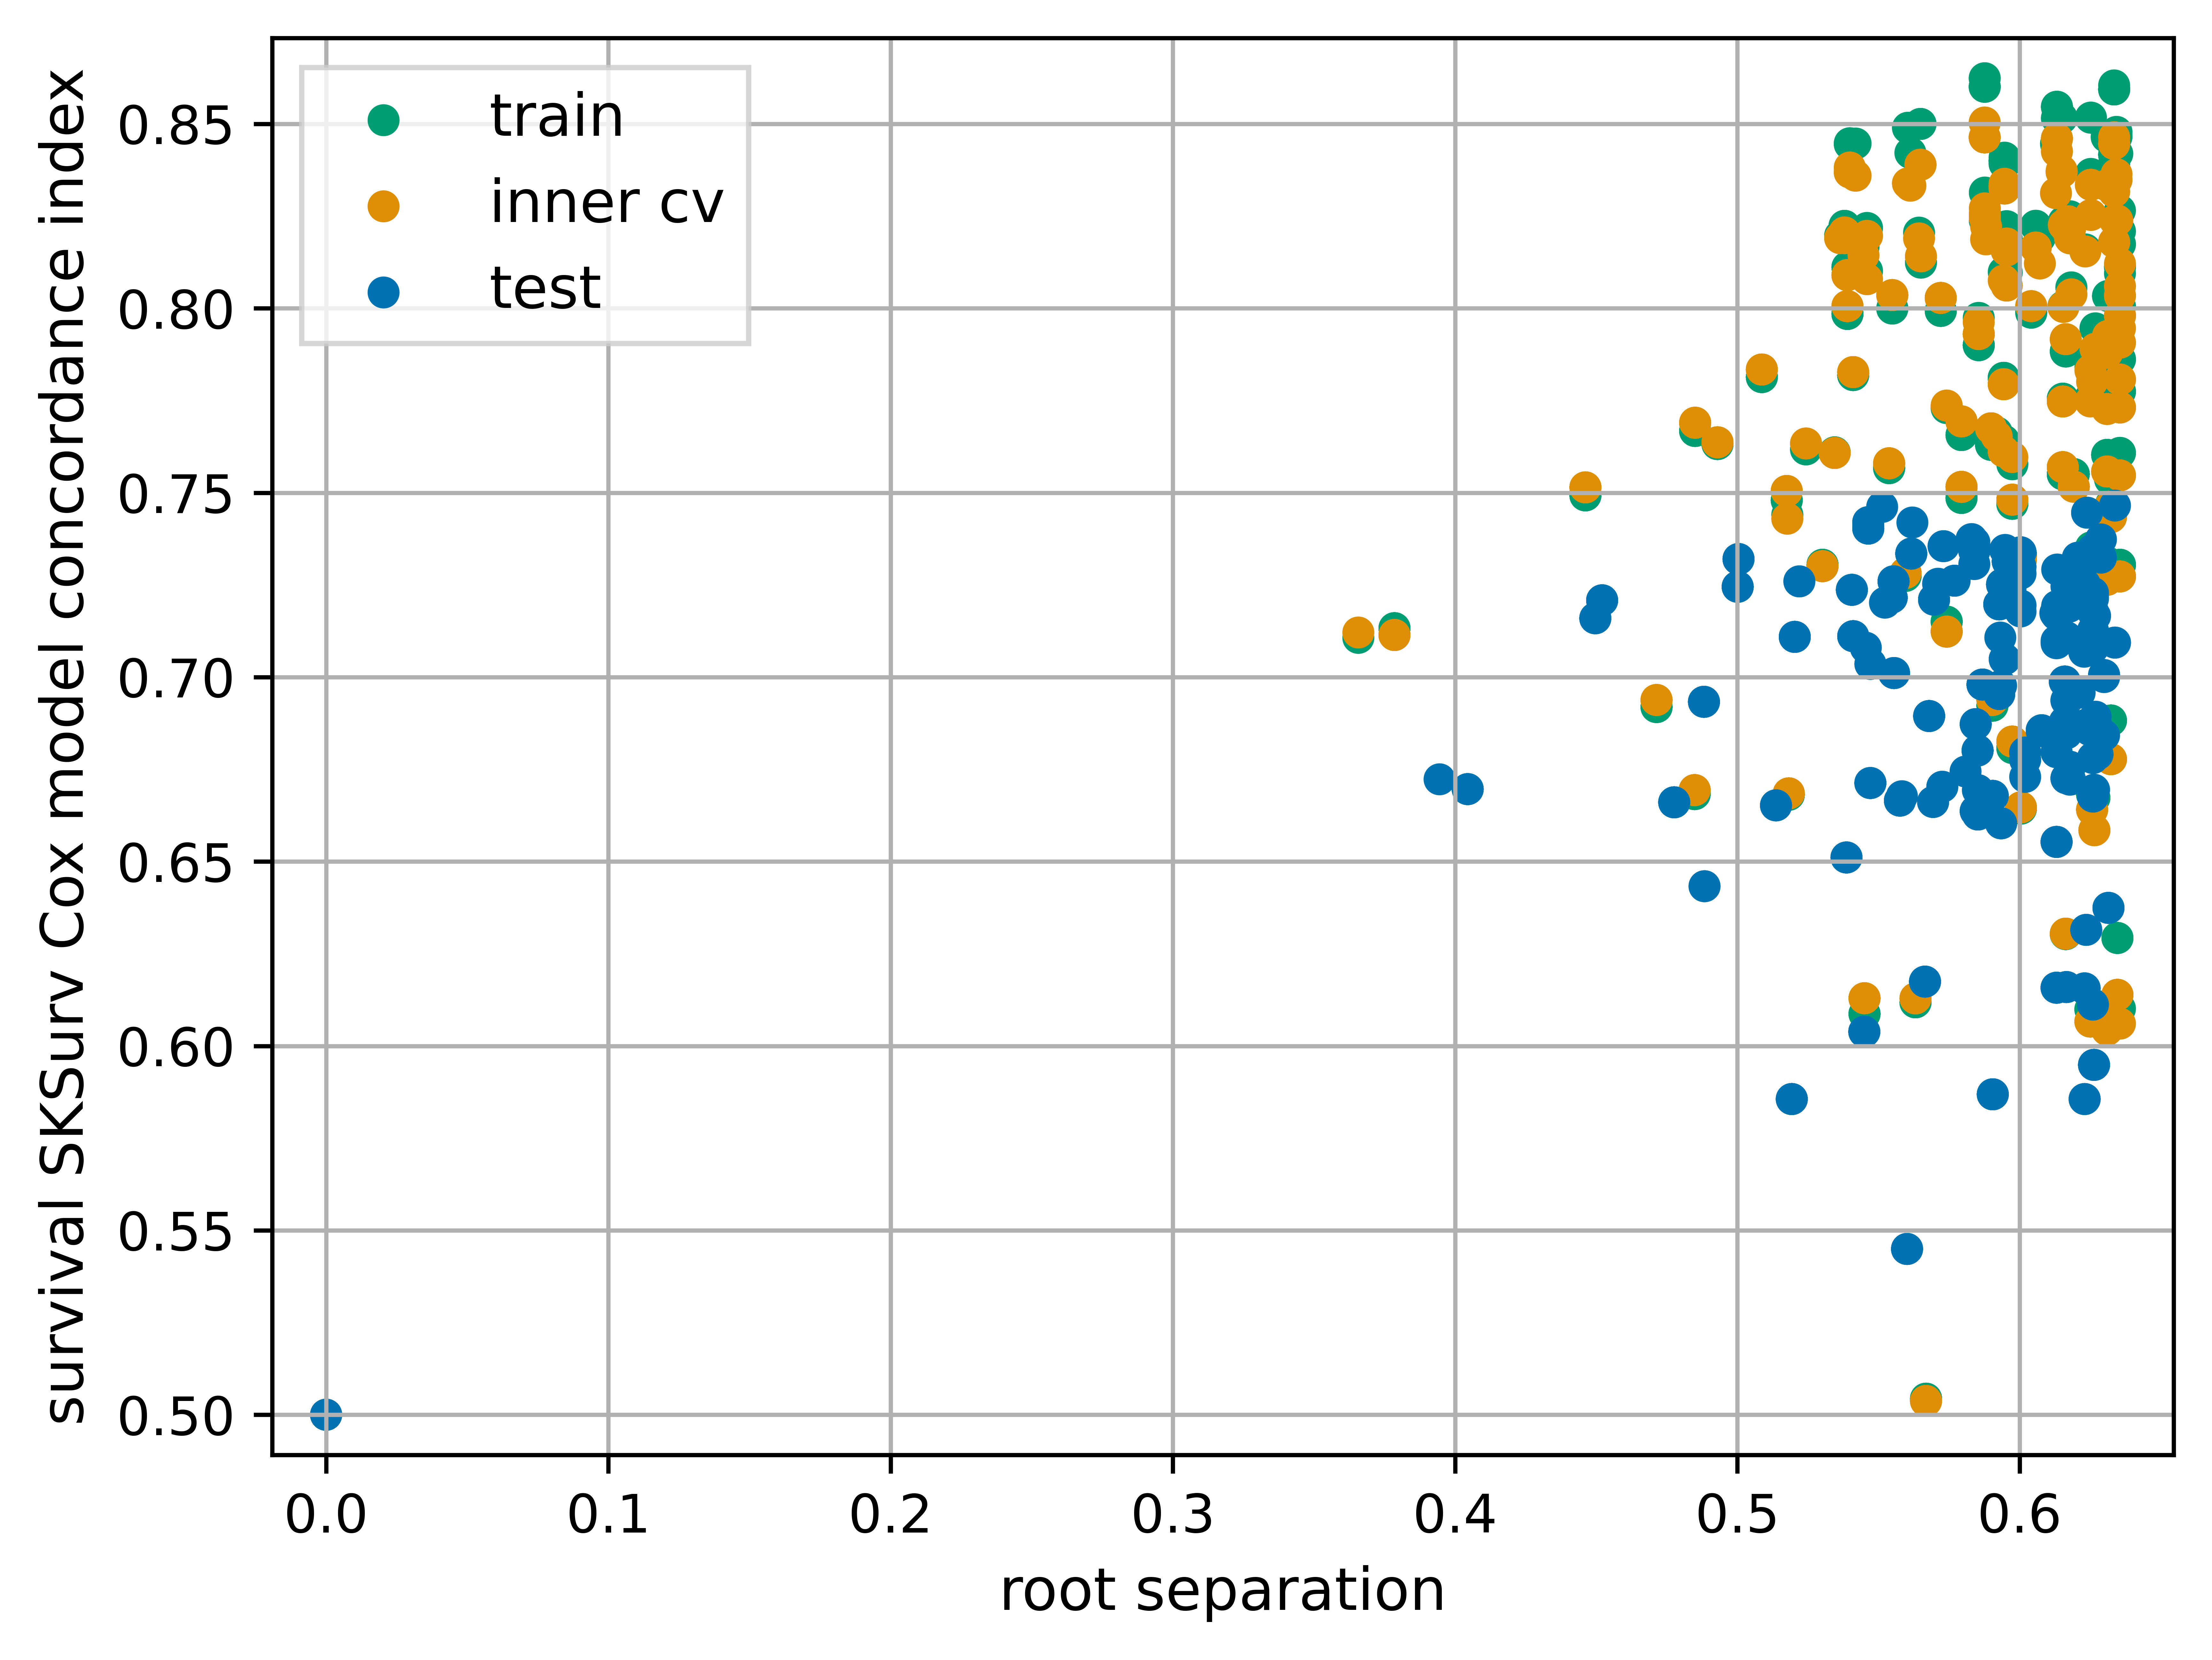 train
inner cv
test
survival SKSurv Cox model concordance index
0.85
0.80
0.75
0.70
0.65
0.60
0.55
0.50
0.0 0.1 0.2 0.3 0.4 0.5 0.6
root separation